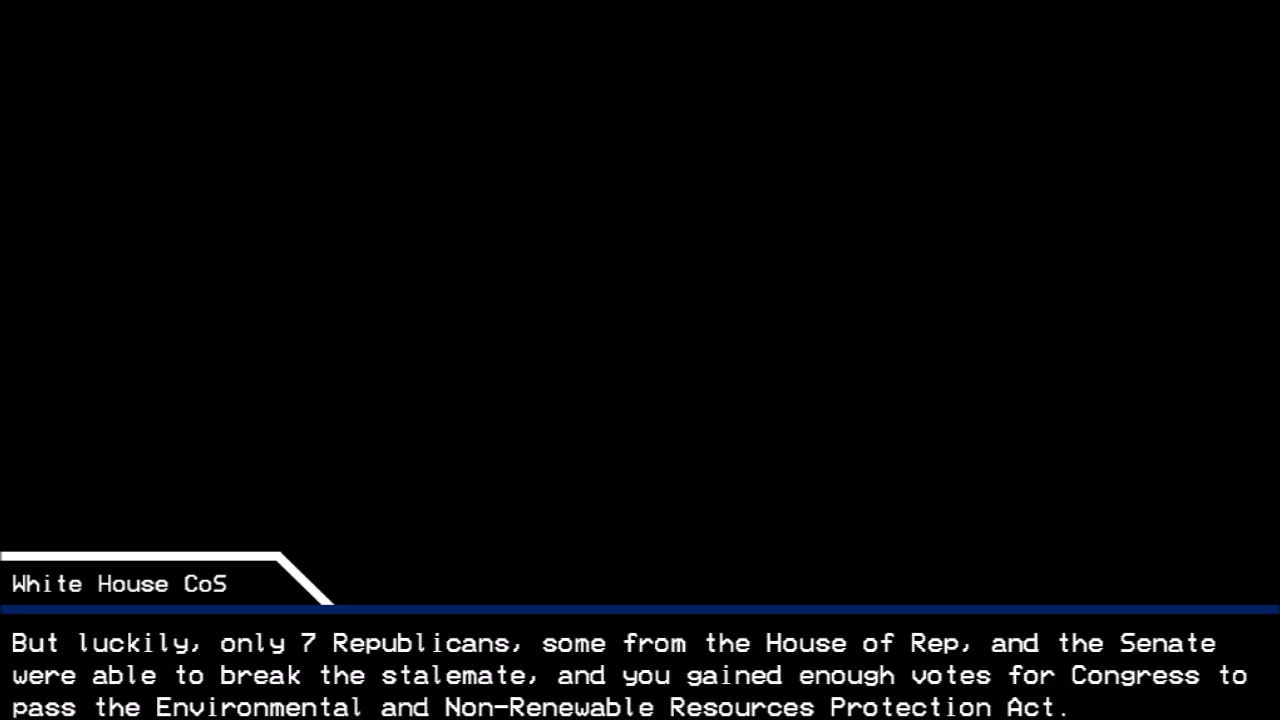 White House CoS
But luckily, only 7 Republicans, some from the House of Rep, and the Senate
were able to break the stalemate, and you gained enough votes for Congress to
pass the Environmental and Non-Renewable Resources Protection Act.